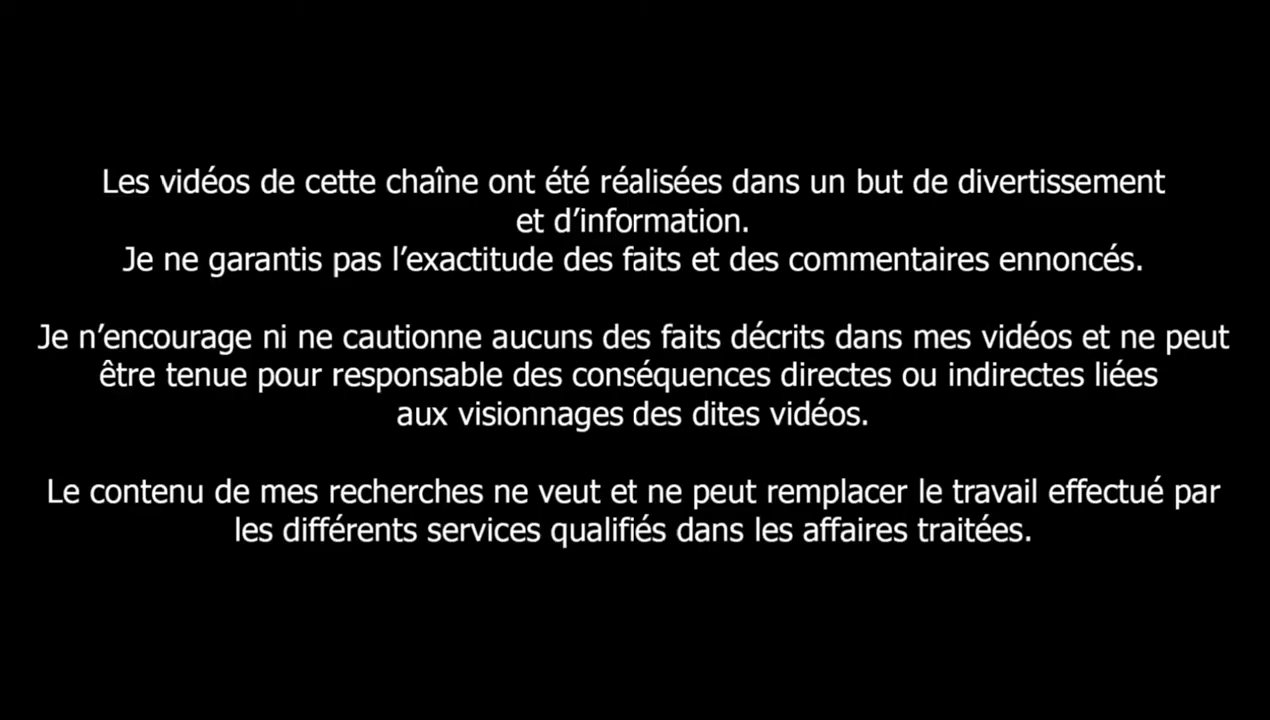 Les vidéos de cette chaîne ont été réalisées dans un but de divertissement
et d’information.
Je ne garantis pas l’exactitude des faits et des commentaires ennoncés.
Je n’encourage ni ne cautionne aucuns des faits décrits dans mes vidéos et ne peut
être tenue pour responsable des conséquences directes ou indirectes liées
aux visionnages des dites vidéos.
Le contenu de mes recherches ne veut et ne peut remplacer le travail effectué par
les différents services qualifiés dans les affaires traitées.